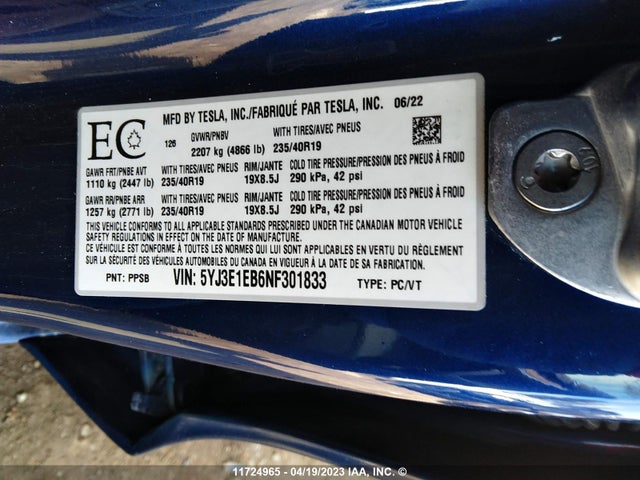 MFD BY TESLA, INC./FABRIQUÉ PAR TESLA, INC. 06/22
EC
126 GVWR/PNBV WITH TIRES/AVEC PNEUS
2207 kg (4866 lb) 235/40R19
GAWR FRT/PNBE AVT WITH TIRES/AVEC PNEUS RIM/JANTE COLD TIRE PRESSURE/PRESSION DES PNEUS À FROID
1110 kg (2447 lb) 235/40R19 19X8.5J 290 kPa, 42 psi
GAWR RR/PNBE ARR WITH TIRES/AVEC PNEUS RIM/JANTE COLD TIRE PRESSURE/PRESSION DES PNEUS À FROID
1257 kg (2771 lb) 235/40R19 19X8.5J 290 kPa, 42 psi
THIS VEHICLE CONFORMS TO ALL APPLICABLE STANDARDS PRESCRIBED UNDER THE CANADIAN MOTOR VEHICLE
SAFETY REGULATIONS IN EFFECT ON THE DATE OF MANUFACTURE
CE VÉHICULE EST CONFORME À TOUTES LES NORMES QUI LUI SONT APPLICABLES EN VERTU DU RÈGLEMENT
SUR LA SÉCURITÉ DES VÉHICULES AUTOMOBILES DU CANADA EN VIGUEUR À LA DATE DE SA FABRICATION.
PNT: PPSB VIN: 5YJ3E1EB6NF301833 TYPE: PC/VT
11724965 - 04/19/2023 IAA, INC. ©